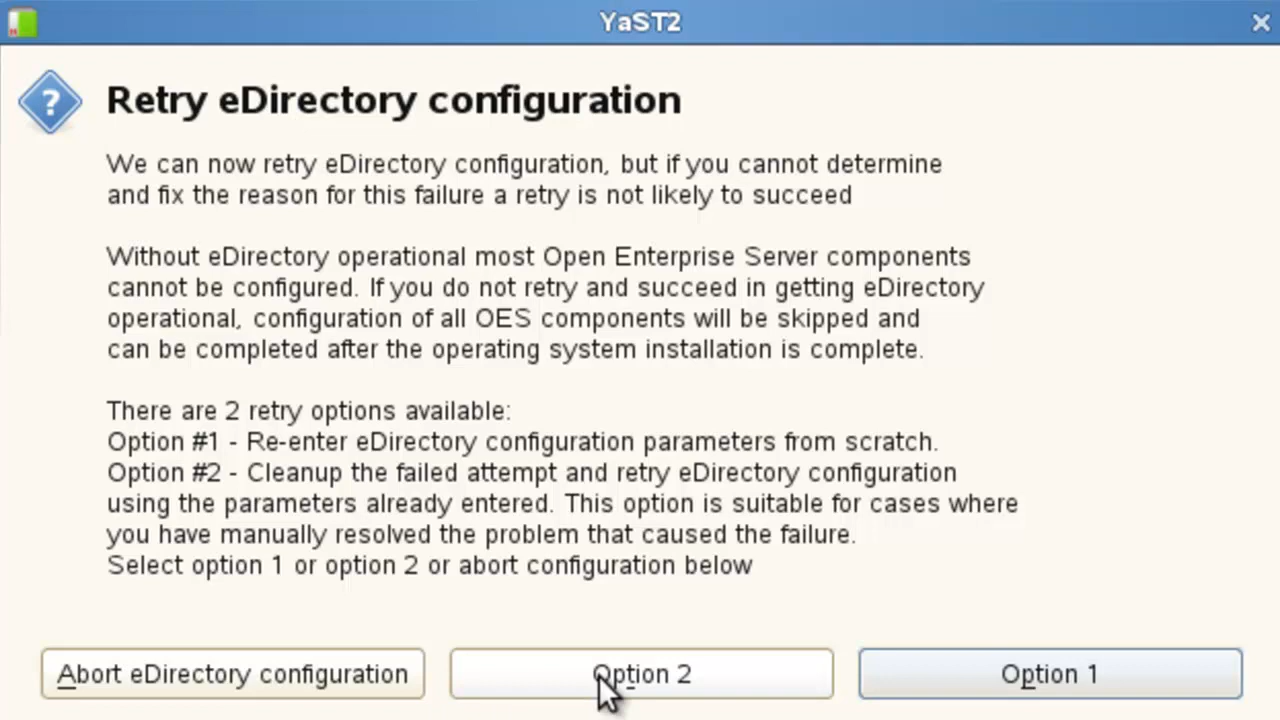 YaST2
Retry eDirectory configuration
We can now retry eDirectory configuration, but if you cannot determine
and fix the reason for this failure a retry is not likely to succeed
Without eDirectory operational most Open Enterprise Server components
cannot be configured. If you do not retry and succeed in getting eDirectory
operational, configuration of all OES components will be skipped and
can be completed after the operating system installation is complete.
There are 2 retry options available:
Option #1 - Re-enter eDirectory configuration parameters from scratch.
Option #2 - Cleanup the failed attempt and retry eDirectory configuration
using the parameters already entered. This option is suitable for cases where
you have manually resolved the problem that caused the failure.
Select option 1 or option 2 or abort configuration below
Abort eDirectory configuration
Option 2
Option 1